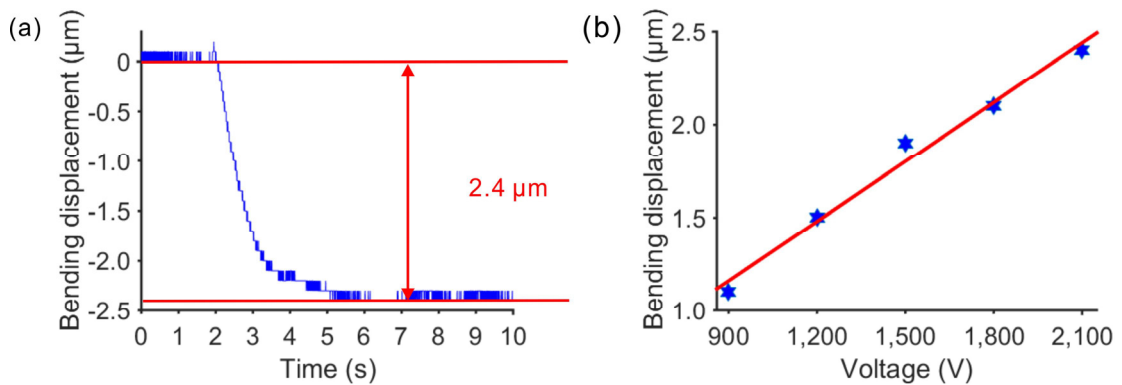 (a)
Bending displacement (μm)
0
-0.5
-1.0
-1.5
-2.0
-2.5
2.4 μm
0 1 2 3 4 5 6 7 8 9 10
Time (s)
(b)
Bending displacement (μm)
2.5
2.0
1.5
1.0
900 1,200 1,500 1,800 2,100
Voltage (V)